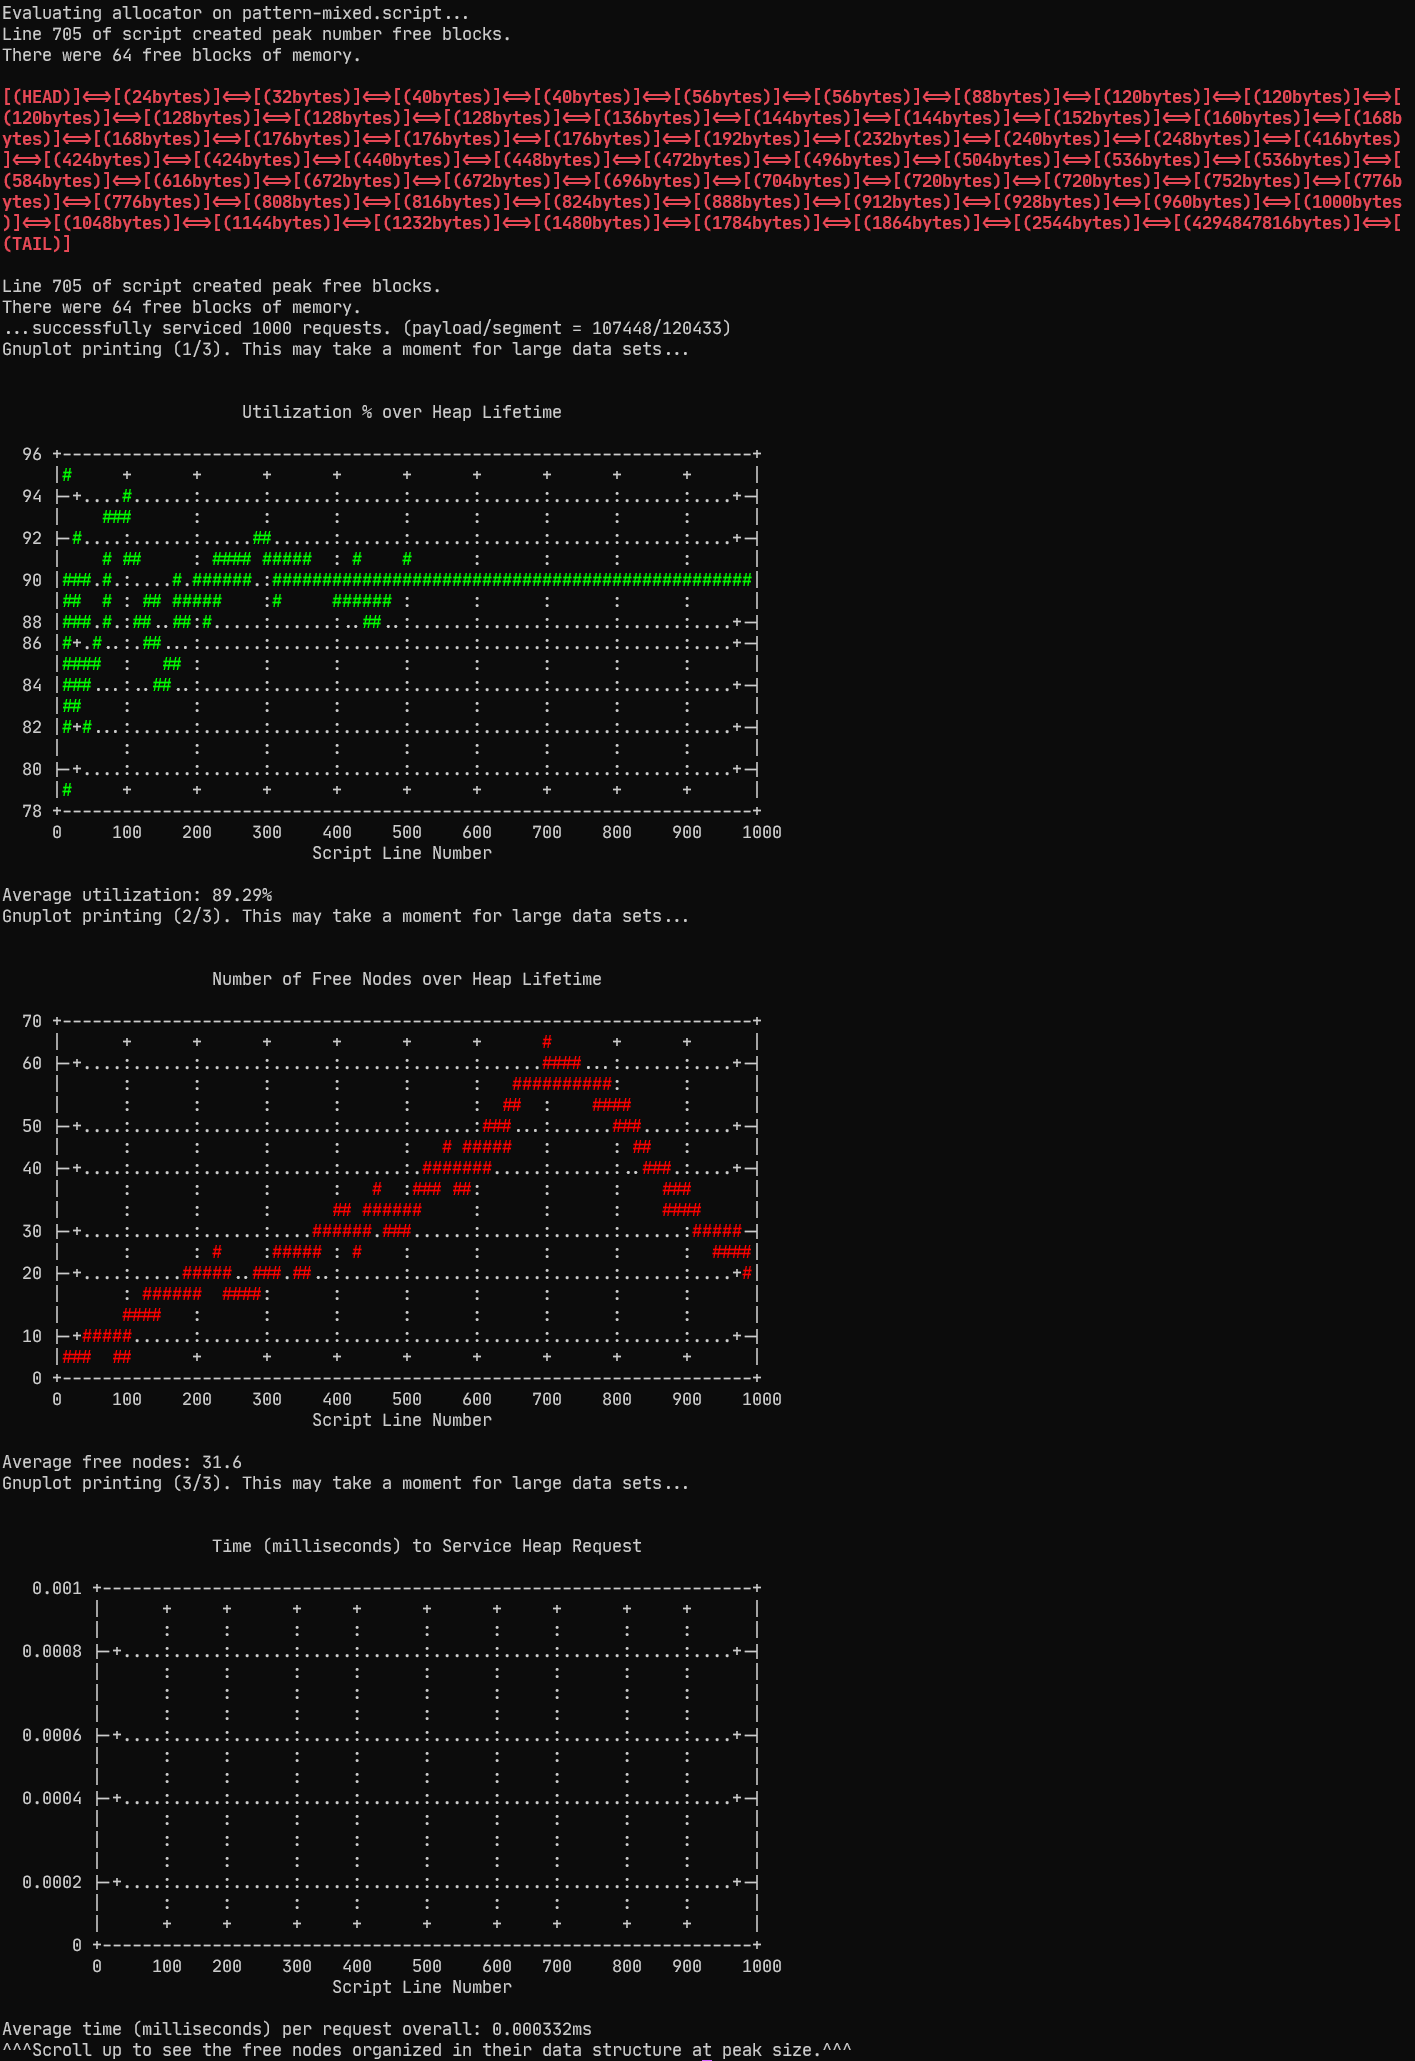 Evaluating allocator on pattern-mixed.script...
Line 705 of script created peak number free blocks.
There were 64 free blocks of memory.
[(HEAD)]⟺[(24bytes)]⟺[(32bytes)]⟺[(40bytes)]⟺[(40bytes)]⟺[(56bytes)]⟺[(56bytes)]⟺[(88bytes)]⟺[(120bytes)]⟺[(120bytes)]⟺[
(120bytes)]⟺[(128bytes)]⟺[(128bytes)]⟺[(128bytes)]⟺[(136bytes)]⟺[(144bytes)]⟺[(144bytes)]⟺[(152bytes)]⟺[(160bytes)]⟺[(168b
ytes)]⟺[(168bytes)]⟺[(176bytes)]⟺[(176bytes)]⟺[(176bytes)]⟺[(192bytes)]⟺[(232bytes)]⟺[(240bytes)]⟺[(248bytes)]⟺[(416bytes)
]⟺[(424bytes)]⟺[(424bytes)]⟺[(440bytes)]⟺[(448bytes)]⟺[(472bytes)]⟺[(496bytes)]⟺[(504bytes)]⟺[(536bytes)]⟺[(536bytes)]⟺[
(584bytes)]⟺[(616bytes)]⟺[(672bytes)]⟺[(672bytes)]⟺[(696bytes)]⟺[(704bytes)]⟺[(720bytes)]⟺[(720bytes)]⟺[(752bytes)]⟺[(776b
ytes)]⟺[(776bytes)]⟺[(808bytes)]⟺[(816bytes)]⟺[(824bytes)]⟺[(888bytes)]⟺[(912bytes)]⟺[(928bytes)]⟺[(960bytes)]⟺[(1000bytes
)]⟺[(1048bytes)]⟺[(1144bytes)]⟺[(1232bytes)]⟺[(1480bytes)]⟺[(1784bytes)]⟺[(1864bytes)]⟺[(2544bytes)]⟺[(4294847816bytes)]⟺[
(TAIL)]
Line 705 of script created peak free blocks.
There were 64 free blocks of memory.
...successfully serviced 1000 requests. (payload/segment = 107448/120433)
Gnuplot printing (1/3). This may take a moment for large data sets...
Utilization % over Heap Lifetime
96
94
92
90
88
86
84
82
80
78
0 100 200 300 400 500 600 700 800 900 1000
Script Line Number
Average utilization: 89.29%
Gnuplot printing (2/3). This may take a moment for large data sets...
Number of Free Nodes over Heap Lifetime
70
60
50
40
30
20
10
0
0 100 200 300 400 500 600 700 800 900 1000
Script Line Number
Average free nodes: 31.6
Gnuplot printing (3/3). This may take a moment for large data sets...
Time (milliseconds) to Service Heap Request
0.001
0.0008
0.0006
0.0004
0.0002
0
0 100 200 300 400 500 600 700 800 900 1000
Script Line Number
Average time (milliseconds) per request overall: 0.000332ms
^^^Scroll up to see the free nodes organized in their data structure at peak size.^^^